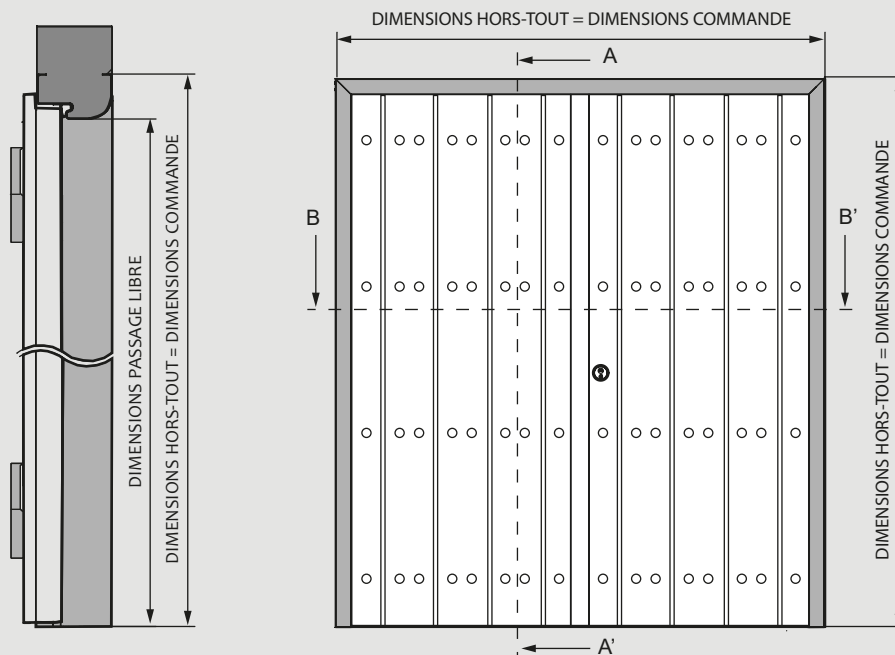 DIMENSIONS HORS-TOUT = DIMENSIONS COMMANDE
A
B
B’
DIMENSIONS PASSAGE LIBRE
DIMENSIONS HORS-TOUT = DIMENSIONS COMMANDE
DIMENSIONS HORS-TOUT = DIMENSIONS COMMANDE
A’